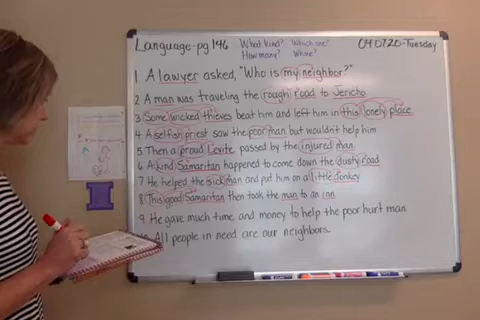 Language-pg 146
What kind? Which one?
How many? Whose?
04 07 20-Tuesday
1. A lawyer asked, "Who is my neighbor?"
2 A man was traveling the rough road to Jericho.
3. Some wicked thieves beat him and left him in this lonely place.
4 A selfish priest saw the poor man but wouldn't help him
5 Then a proud Levite passed by the injured man.
6 A kind Samaritan happened to come down the dusty road
7 He helped the sick man and put him on a little donkey
8 This good Samaritan then took the man to an inn
9. He gave much time and money to help the poor hurt man
All people in need are our neighbors.